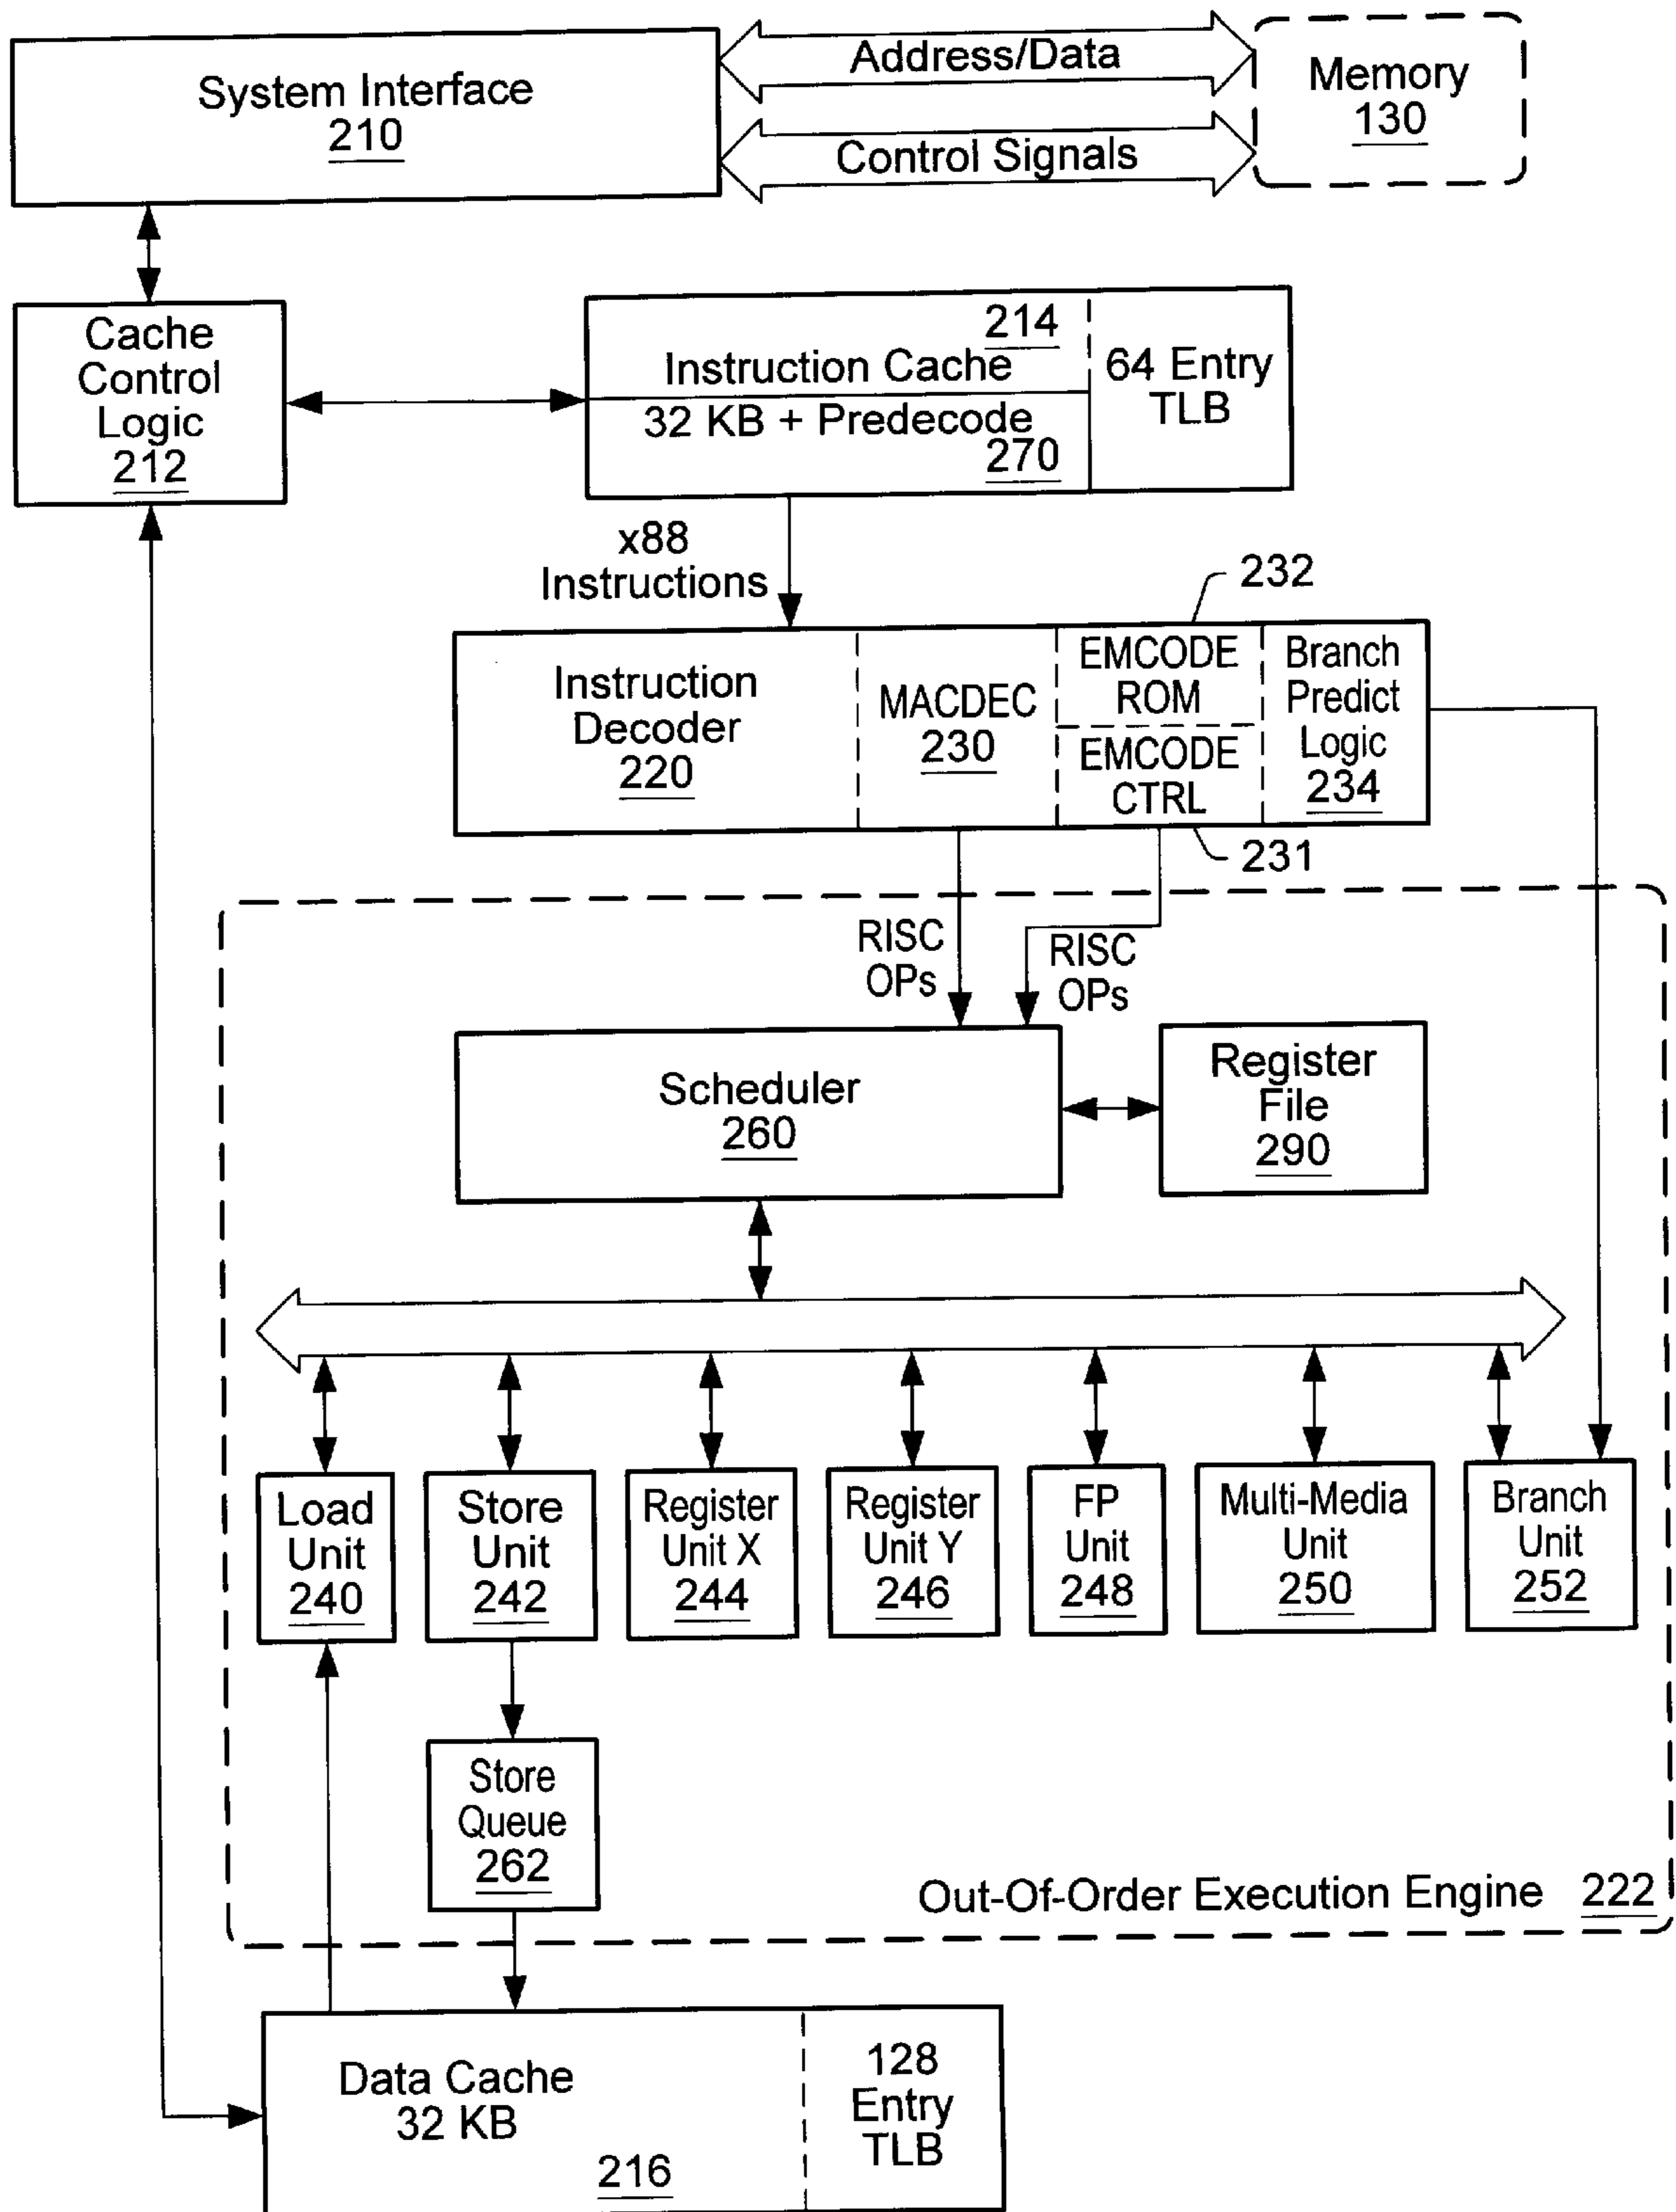 System Interface
210
Address/Data
Control Signals
Memory
130
Cache
Control
Logic
212
214
Instruction Cache
32 KB + Predecode
270
64 Entry
TLB
x88
Instructions
232
Instruction
Decoder
220
MACDEC
230
EMCODE
ROM
EMCODE
CTRL
Branch
Predict
Logic
234
231
RISC
OPs
RISC
OPs
Scheduler
260
Register
File
290
Load
Unit
240
Store
Unit
242
Register
Unit X
244
Register
Unit Y
246
FP
Unit
248
Multi-Media
Unit
250
Branch
Unit
252
Store
Queue
262
Out-Of-Order Execution Engine 222
Data Cache
32 KB
216
128
Entry
TLB